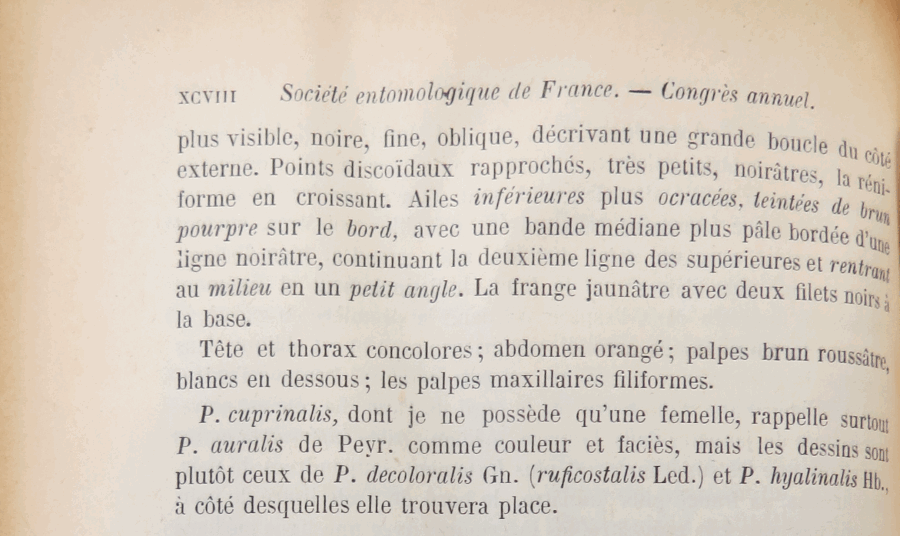 XCVIII Société entomologique de France. — Congrès annuel.
plus visible, noire, fine, oblique, décrivant une grande boucle du côté
externe. Points discoïdaux rapprochés, très petits, noirâtres, la réni-
forme en croissant. Ailes inférieures plus ocracées, teintées de brun
pourpre sur le bord, avec une bande médiane plus pâle bordée d'une
ligne noirâtre, continuant la deuxième ligne des supérieures et rentrant
au milieu en un petit angle. La frange jaunâtre avec deux filets noirs à
la base.
Tête et thorax concolores; abdomen orangé; palpes brun roussâtre,
blancs en dessous; les palpes maxillaires filiformes.
P. cuprinalis, dont je ne possède qu'une femelle, rappelle surtout
P. auralis de Peyr. comme couleur et faciès, mais les dessins sont
plutôt ceux de P. decoloralis Gn. (ruficostalis Led.) et P. hyalinalis Hb.,
à côté desquelles elle trouvera place.